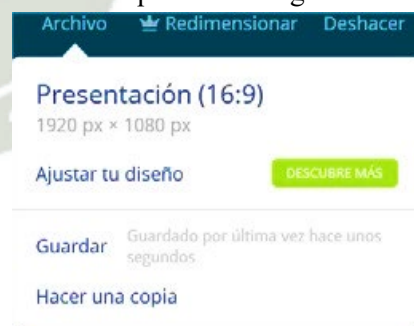 Archivo Redimensionar Deshacer
Presentación (16:9)
1920 px × 1080 px
Ajustar tu diseño DESCUBRE MÁS
Guardar Guardado por última vez hace unos
segundos
Hacer una copia